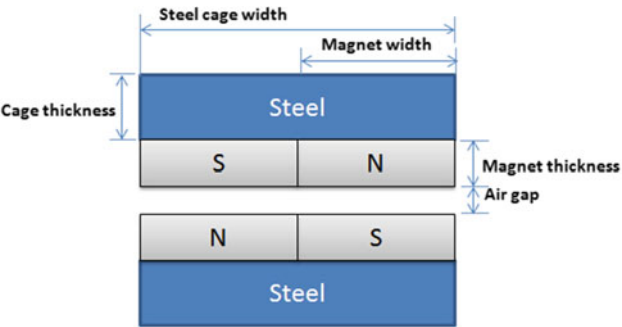 Steel cage width
Magnet width
Cage thickness
Steel
S N
Magnet thickness
Air gap
N S
Steel